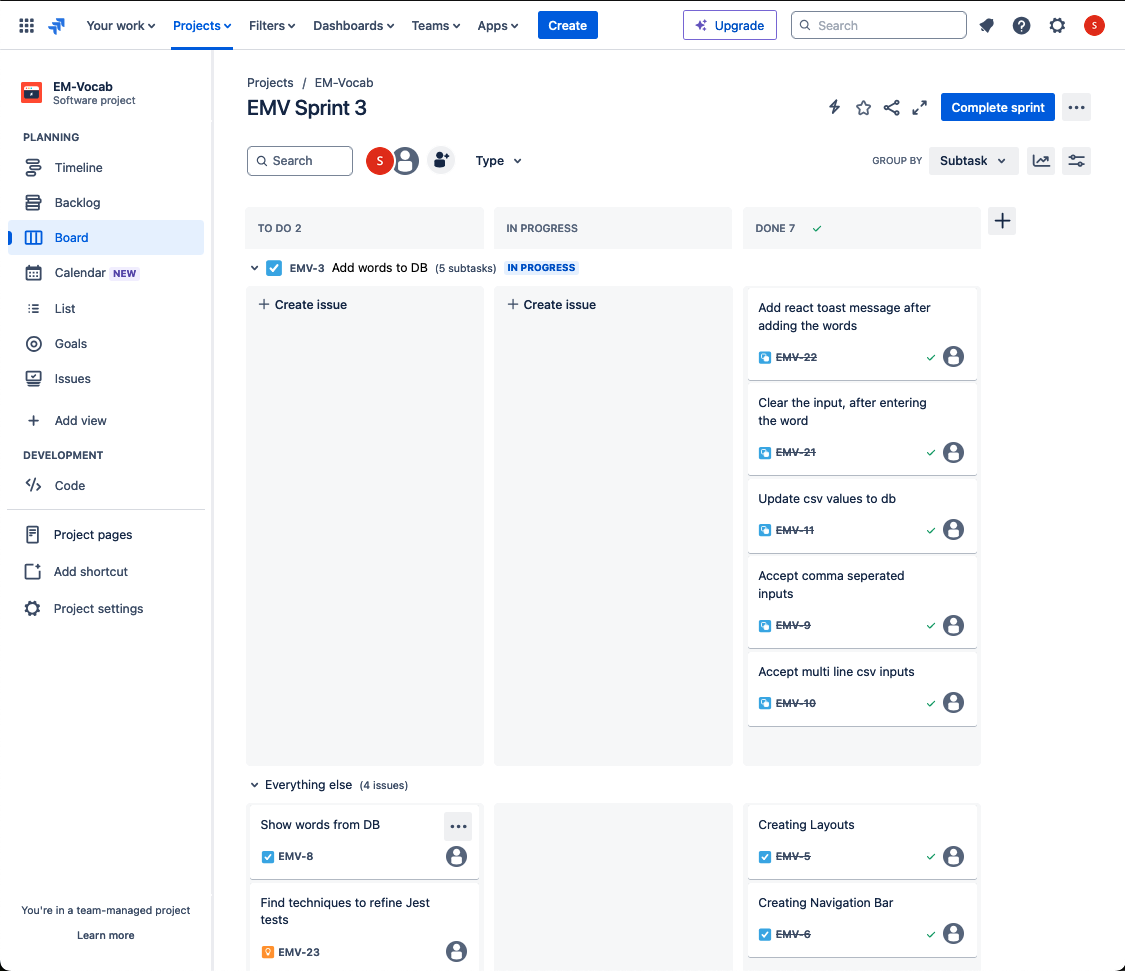 Your work
Projects
Filters
Dashboards
Teams
Apps
Create
Upgrade
Search
S
EM-Vocab
Software project
PLANNING
Timeline
Backlog
Board
Calendar NEW
List
Goals
Issues
Add view
DEVELOPMENT
Code
Project pages
Add shortcut
Project settings
You're in a team-managed project
Learn more
Projects / EM-Vocab
EMV Sprint 3
Complete sprint
Search
S
Type
GROUP BY
Subtask
TO DO 2
IN PROGRESS
DONE 7
EMV-3 Add words to DB (5 subtasks) IN PROGRESS
Create issue
Create issue
Add react toast message after
adding the words
EMV-22
Clear the input, after entering
the word
EMV-21
Update csv values to db
EMV-11
Accept comma seperated
inputs
EMV-9
Accept multi line csv inputs
EMV-10
Everything else (4 issues)
Show words from DB
EMV-8
Find techniques to refine Jest
tests
EMV-23
Creating Layouts
EMV-5
Creating Navigation Bar
EMV-6